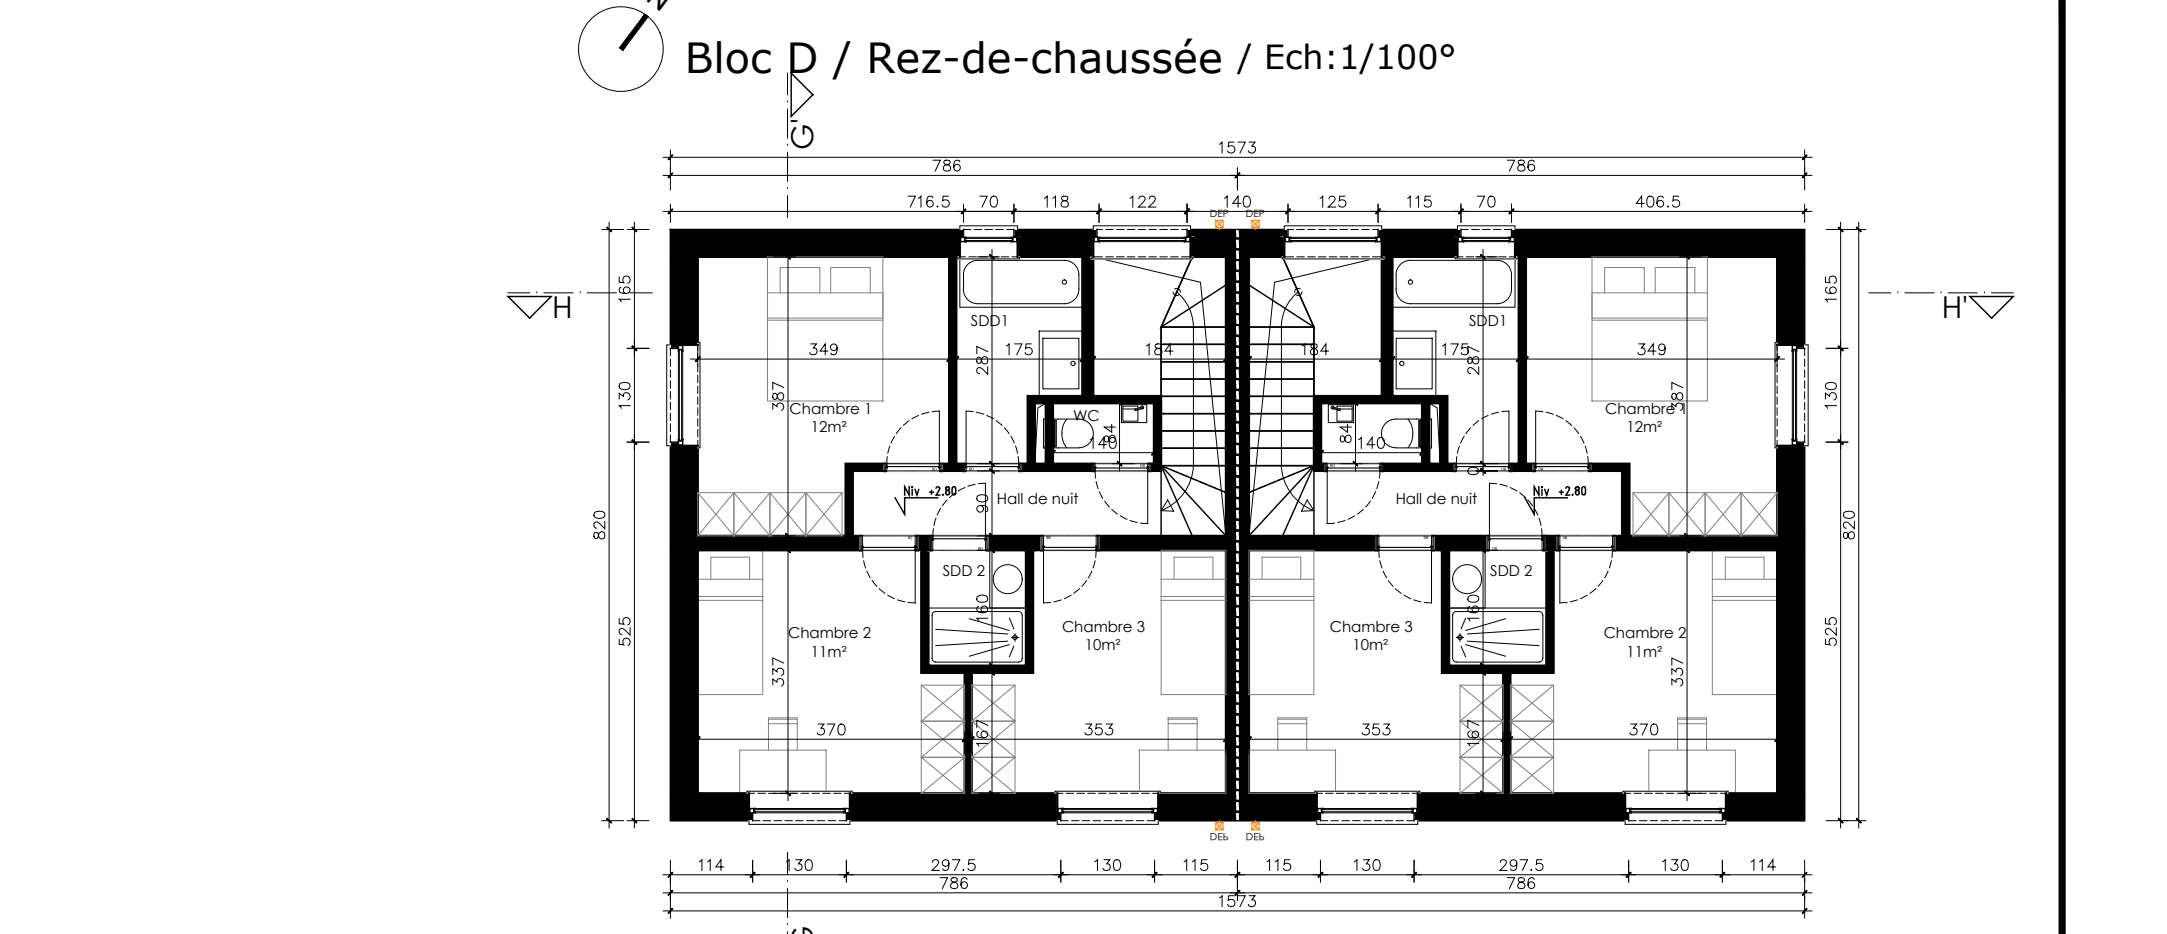 N
Bloc D / Rez-de-chaussée / Ech:1/100°
G'
1573
786 786
716.5 70 118 122 140 125 115 70 406.5
DEP DEP
165 165
H H'
SDD1 SDD1
349 287 175 184 184 175 287 349
130 387 387 130
Chambre 1 WC Chambre 1
12m² 84 84 12m²
140 140
Niv +2.80 Hall de nuit Hall de nuit Niv +2.80
90 0
820 820
SDD 2 SDD 2
160 160
525 Chambre 2 Chambre 3 Chambre 3 Chambre 2 525
11m² 10m² 10m² 11m²
337 337
370 167 353 353 167 370
DEb DEb
114 130 297.5 130 115 115 130 297.5 130 114
786 786
1573
G